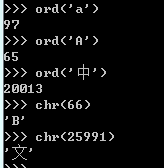 >>> ord('a')
97
>>> ord('A')
65
>>> ord('中')
20013
>>> chr(66)
'B'
>>> chr(25991)
'文'
>>>